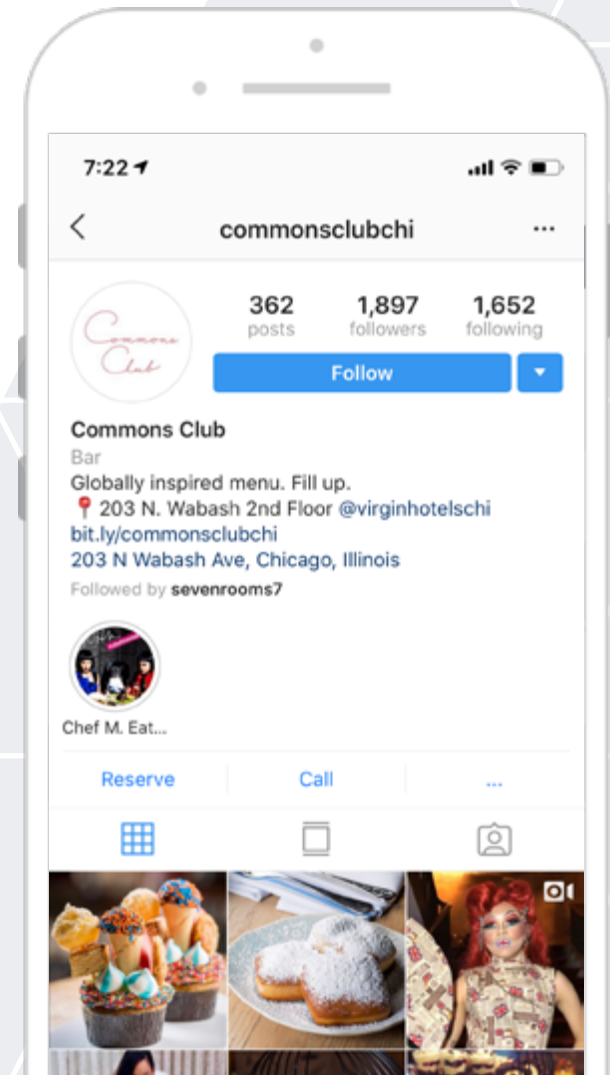 7:22
commonsclubchi
...
Commons
Club
362 1,897 1,652
posts followers following
Follow
Commons Club
Bar
Globally inspired menu. Fill up.
📍 203 N. Wabash 2nd Floor @virginhotelschi
bit.ly/commonsclubchi
203 N Wabash Ave, Chicago, Illinois
Followed by sevenrooms7
Chef M. Eat...
Reserve Call ...